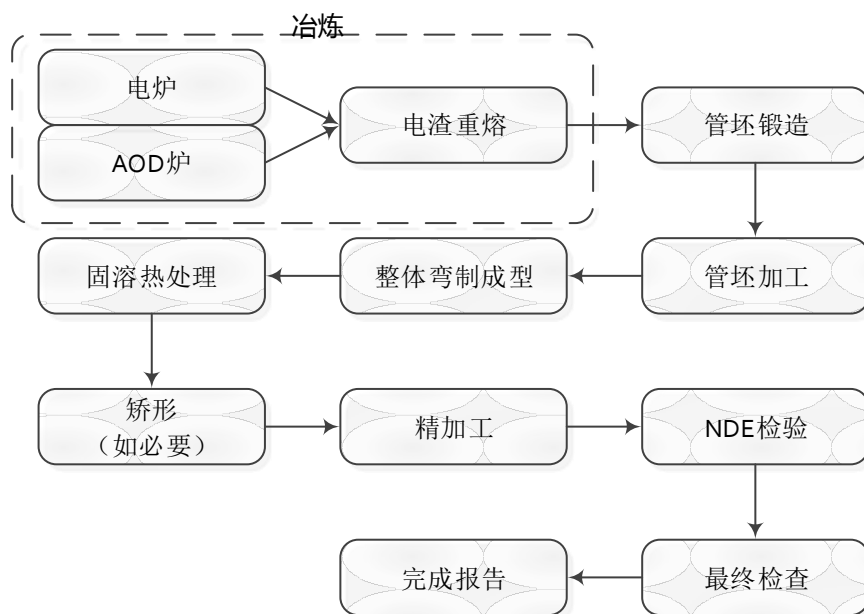 冶炼
电炉
AOD炉
电渣重熔
管坯锻造
管坯加工
整体弯制成型
固溶热处理
矫形
（如必要）
精加工
NDE检验
最终检查
完成报告